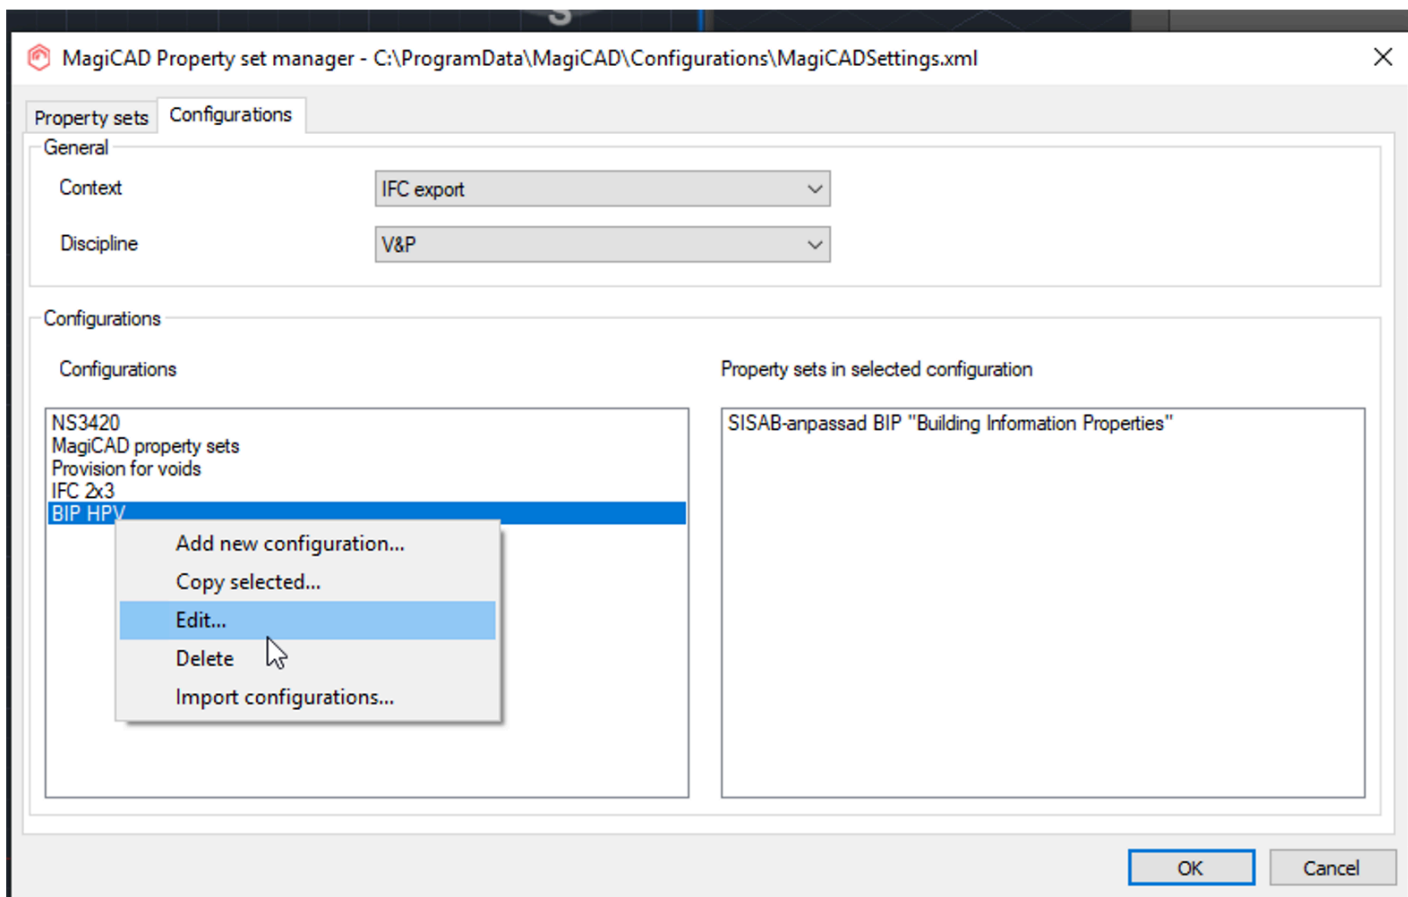 S
MagiCAD Property set manager - C:\ProgramData\MagiCAD\Configurations\MagiCADSettings.xml
Property sets
Configurations
General
Context
IFC export
Discipline
V&P
Configurations
Configurations
Property sets in selected configuration
NS3420
MagiCAD property sets
Provision for voids
IFC 2x3
BIP HPV
SISAB-anpassad BIP "Building Information Properties"
Add new configuration...
Copy selected...
Edit...
Delete
Import configurations...
OK
Cancel